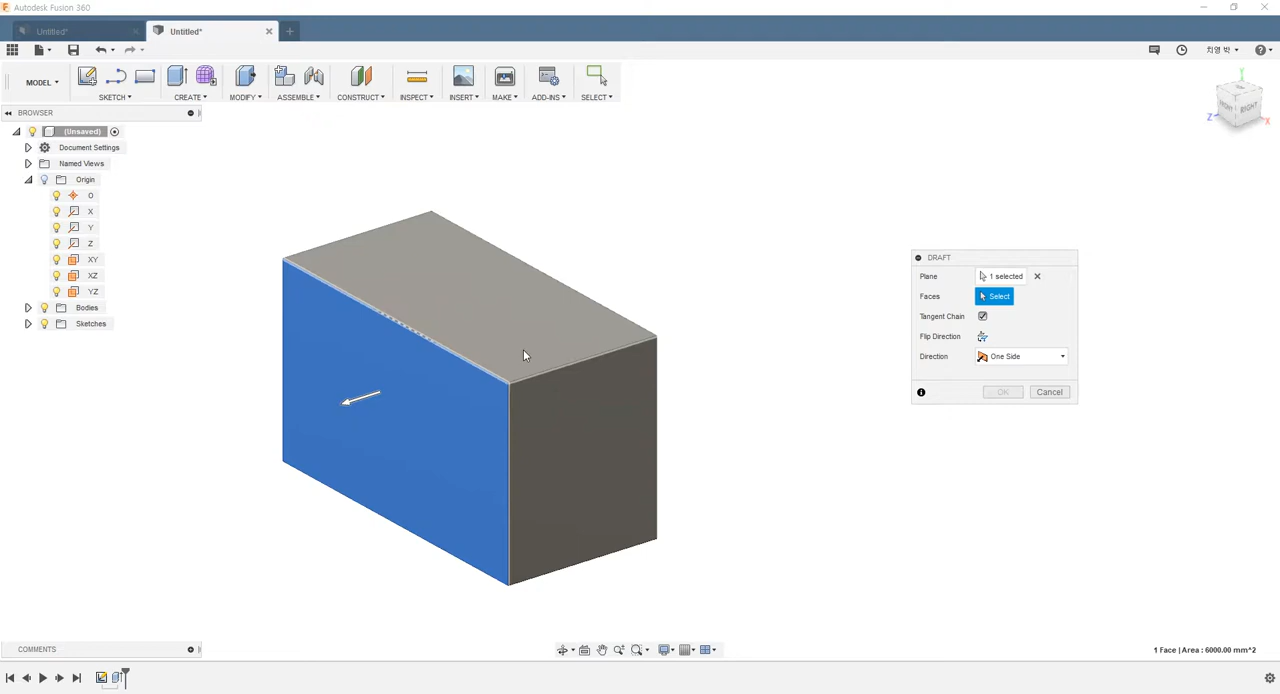 Autodesk Fusion 360
Untitled*
Untitled*
치영 박
MODEL
SKETCH
CREATE
MODIFY
ASSEMBLE
CONSTRUCT
INSPECT
INSERT
MAKE
ADD-INS
SELECT
BROWSER
(Unsaved)
Document Settings
Named Views
Origin
O
X
Y
Z
XY
XZ
YZ
Bodies
Sketches
Y
FRONT RIGHT
Z
X
DRAFT
Plane 1 selected
Faces Select
Tangent Chain
Flip Direction
Direction One Side
OK Cancel
COMMENTS
1 Face | Area : 6000.00 mm^2